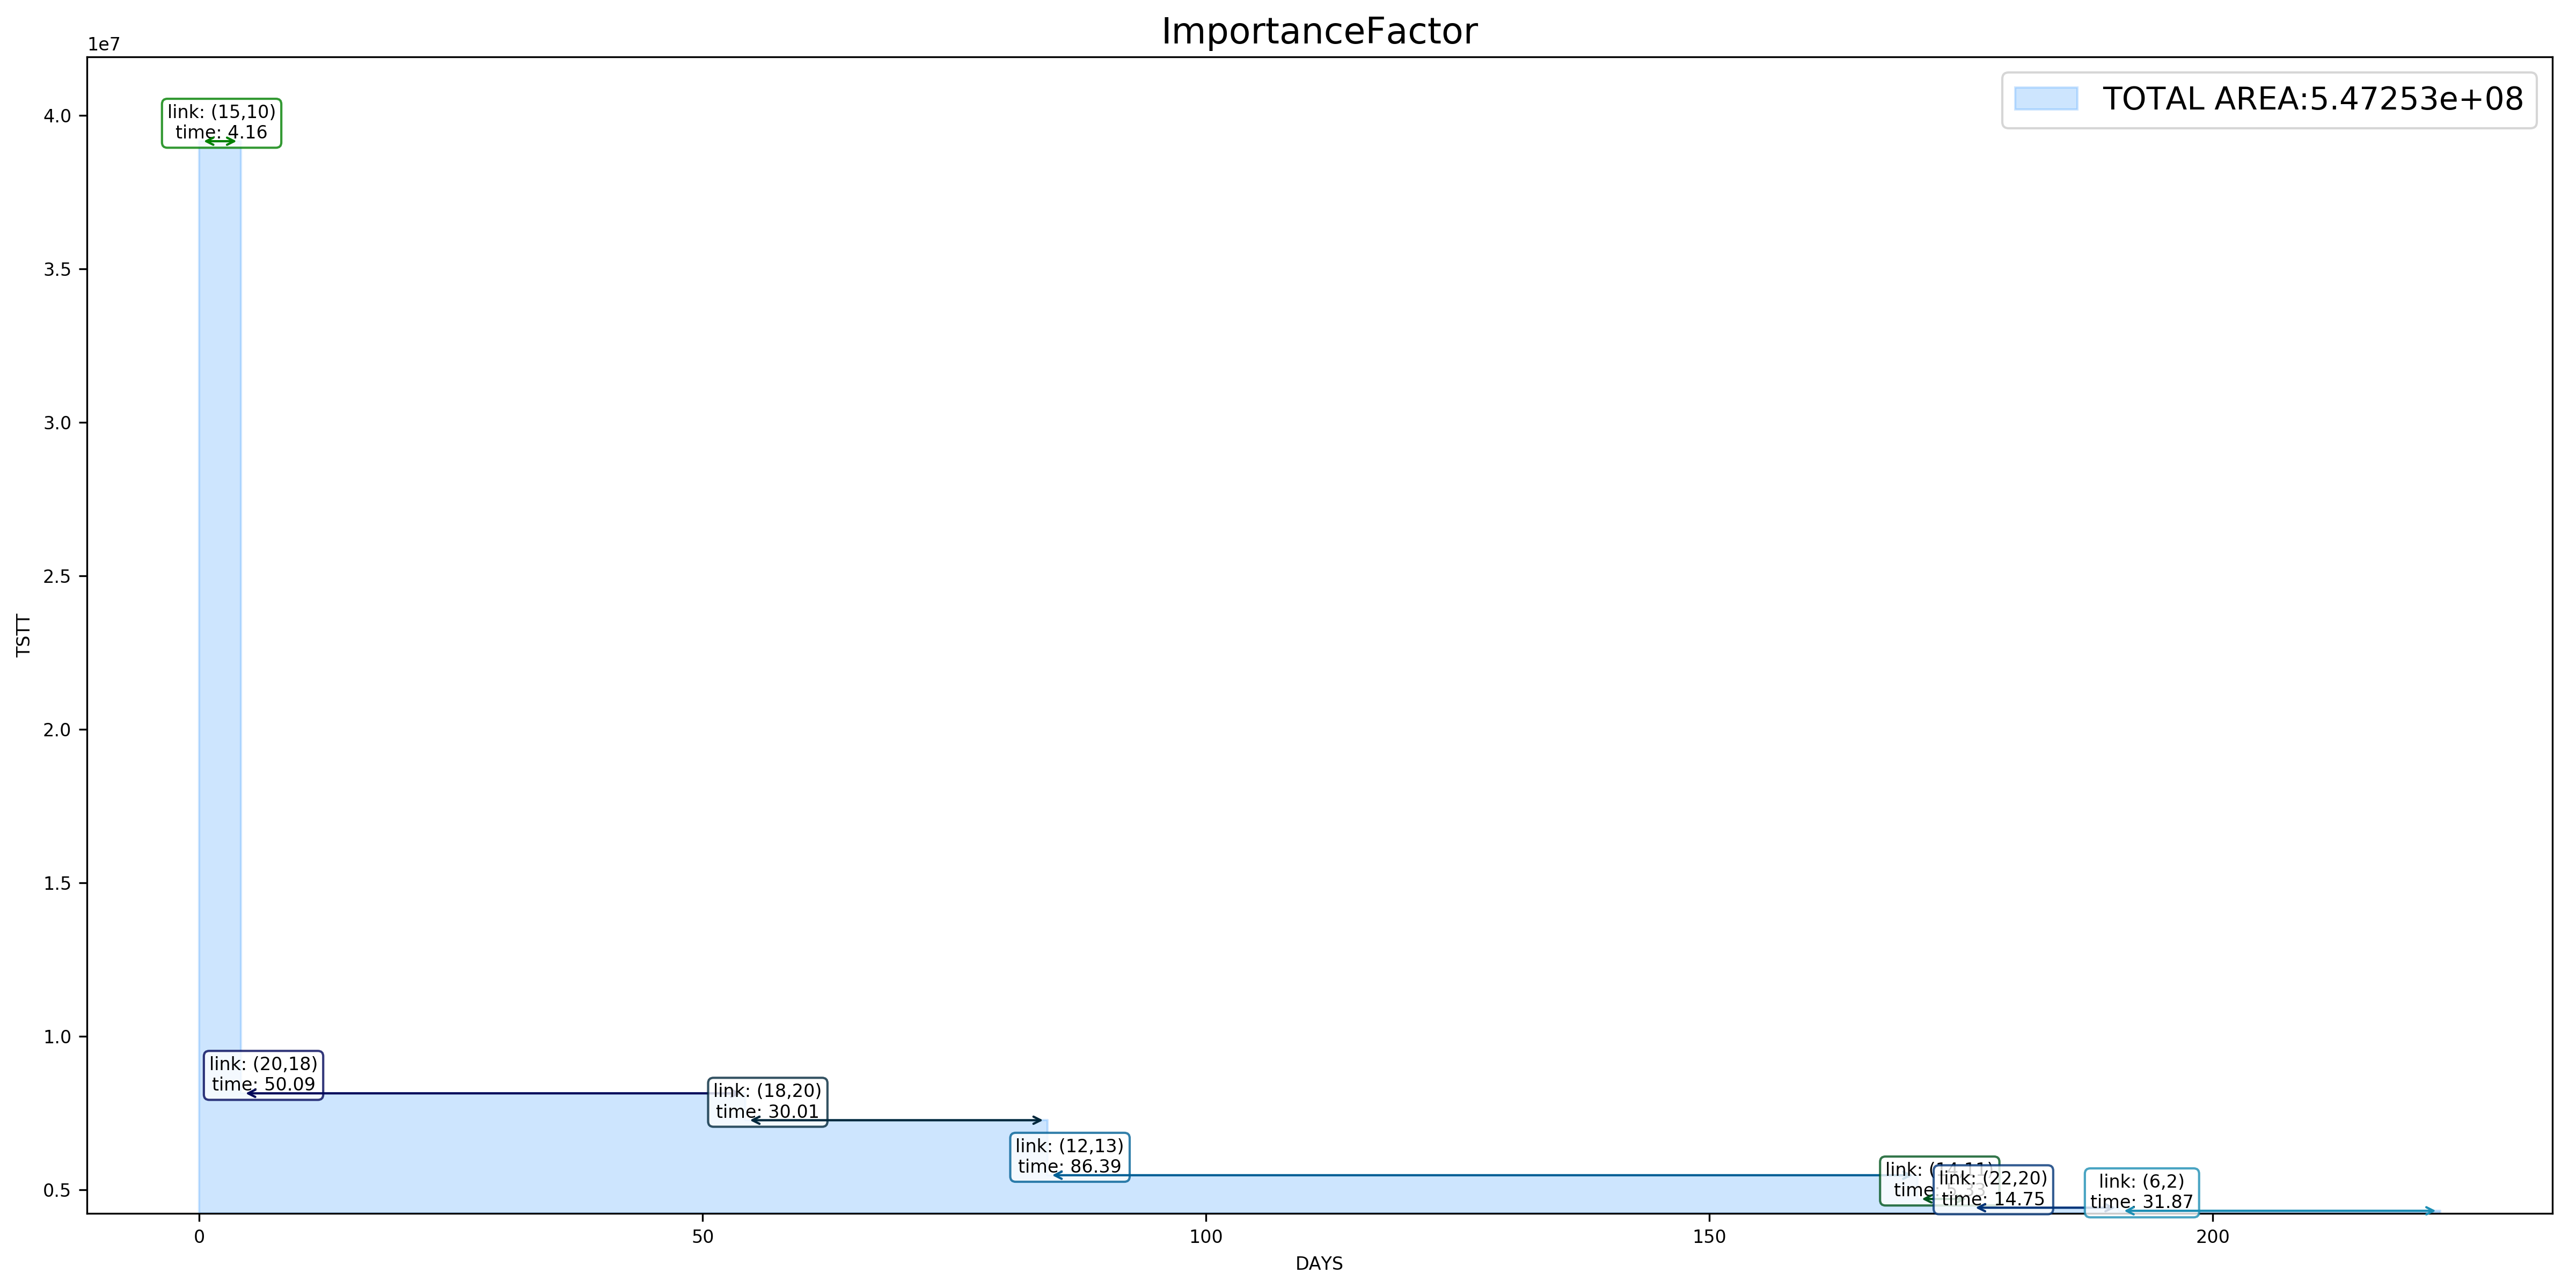 ImportanceFactor
1e7
TOTAL AREA:5.47253e+08
4.0
3.5
3.0
2.5
2.0
1.5
1.0
0.5
TSTT
link: (15,10)
time: 4.16
link: (20,18)
time: 50.09
link: (18,20)
time: 30.01
link: (12,13)
time: 86.39
link:
time:
link: (22,20)
time: 14.75
link: (6,2)
time: 31.87
0
50
100
150
200
DAYS